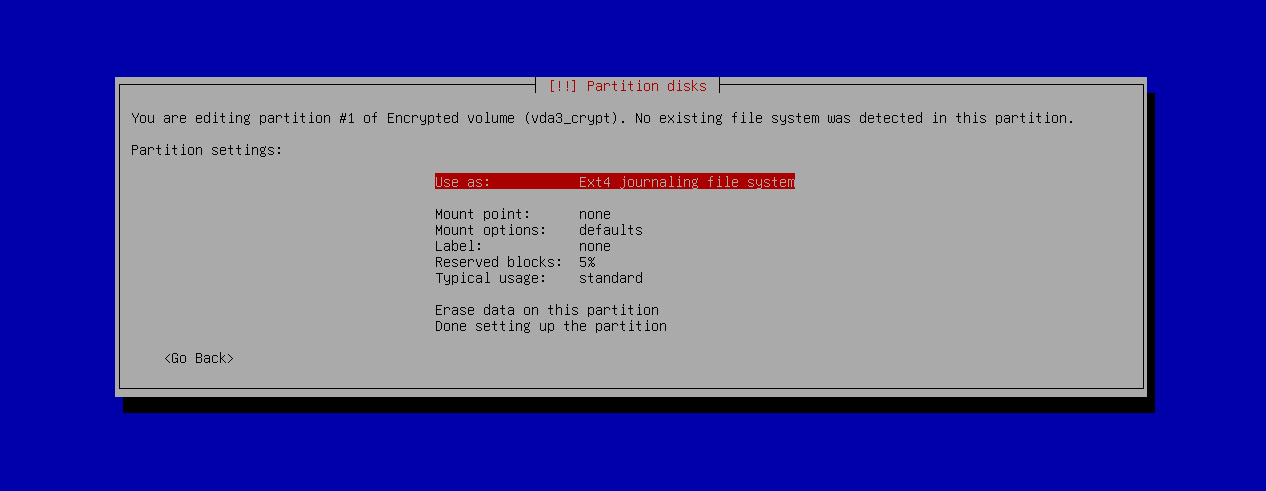 [!!] Partition disks
You are editing partition #1 of Encrypted volume (vda3_crypt). No existing file system was detected in this partition.
Partition settings:
Use as: Ext4 journaling file system
Mount point: none
Mount options: defaults
Label: none
Reserved blocks: 5%
Typical usage: standard
Erase data on this partition
Done setting up the partition
<Go Back>